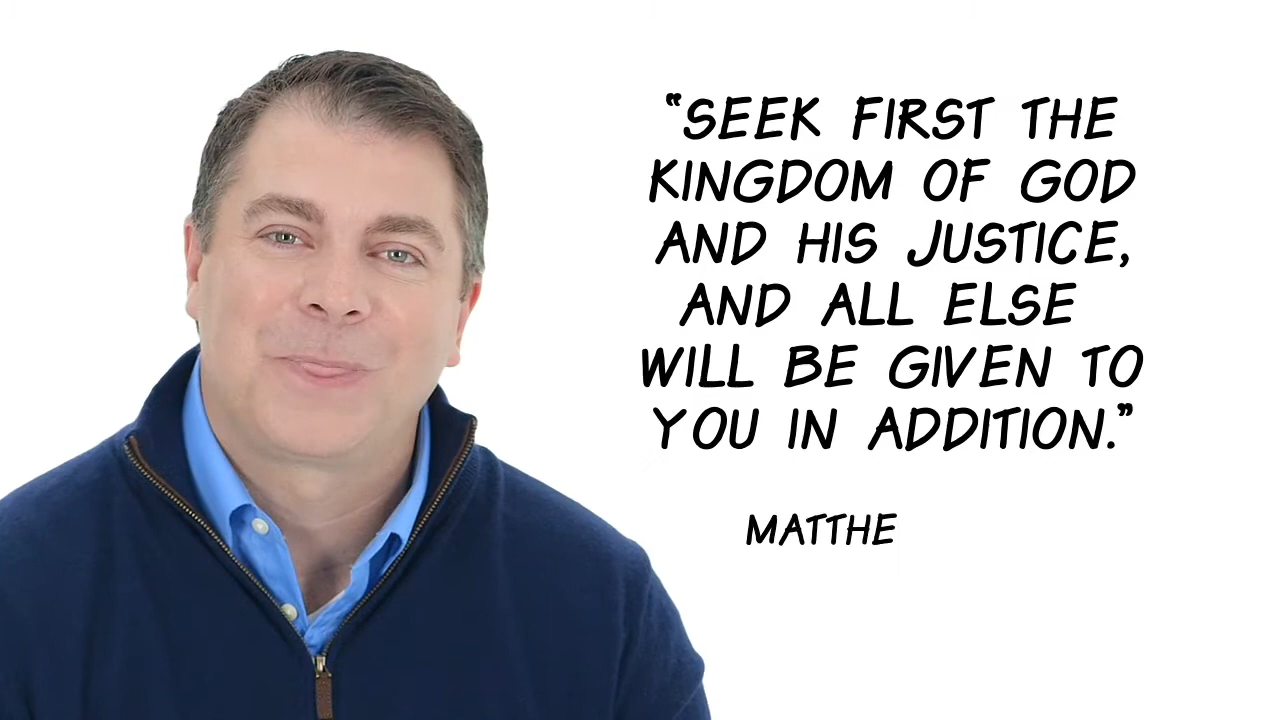 “SEEK FIRST THE
KINGDOM OF GOD
AND HIS JUSTICE,
AND ALL ELSE
WILL BE GIVEN TO
YOU IN ADDITION.”
MATTHE